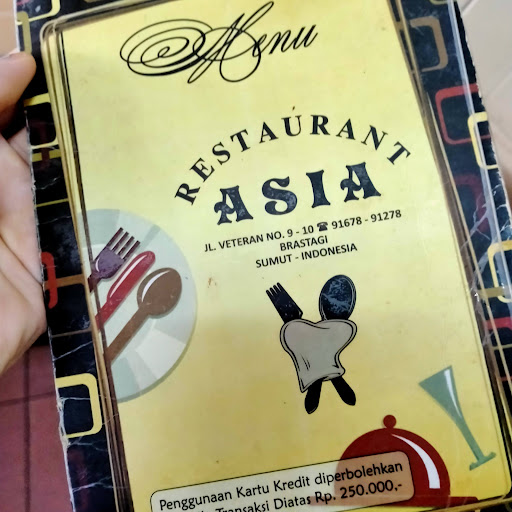 Menu
RESTAÚRANT
ASIA
JL. VETERAN NO. 9 - 10 ☎ 91678 - 91278
BRASTAGI
SUMUT - INDONESIA
Penggunaan Kartu Kredit diperbolehkan
Transaksi Diatas Rp. 250.000,-